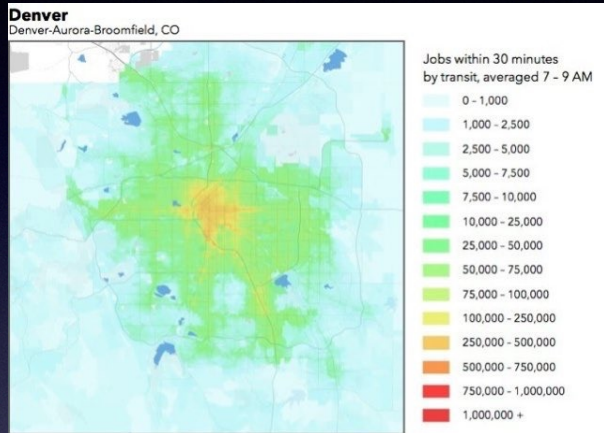 Denver
Denver-Aurora-Broomfield, CO
Jobs within 30 minutes
by transit, averaged 7 - 9 AM
0 - 1,000
1,000 - 2,500
2,500 - 5,000
5,000 - 7,500
7,500 - 10,000
10,000 - 25,000
25,000 - 50,000
50,000 - 75,000
75,000 - 100,000
100,000 - 250,000
250,000 - 500,000
500,000 - 750,000
750,000 - 1,000,000
1,000,000 +